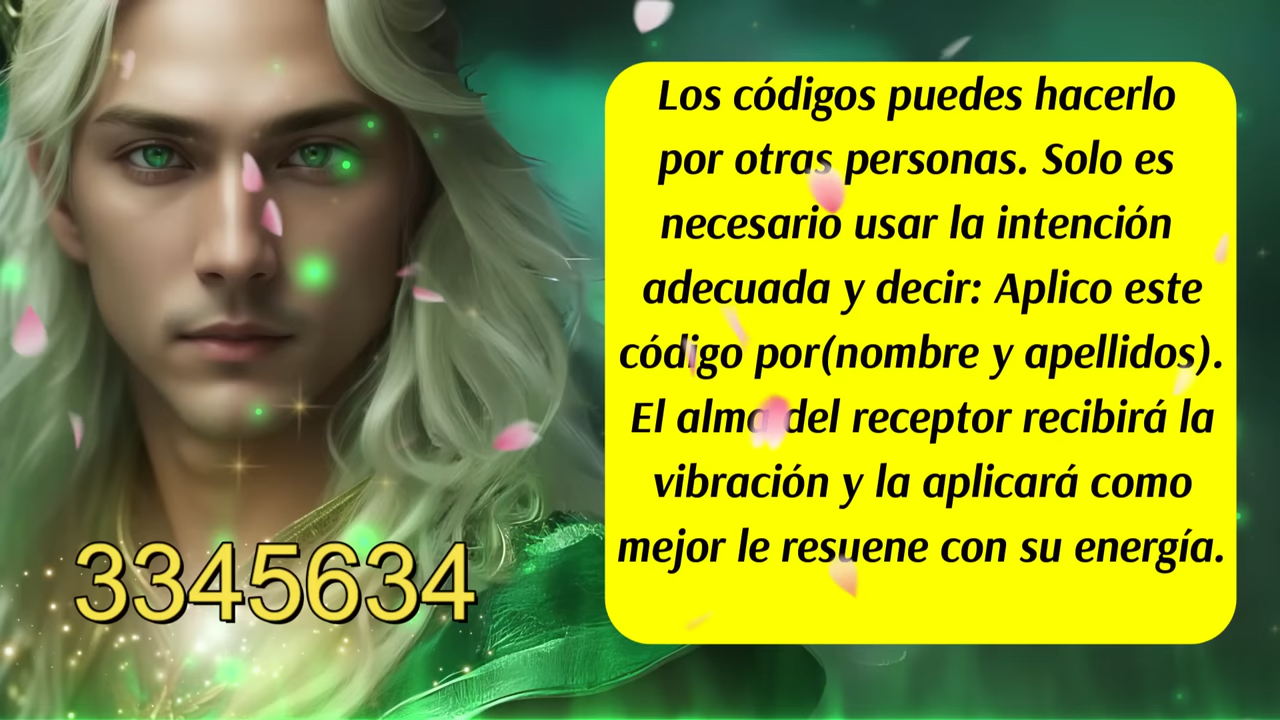 Los códigos puedes hacerlo
por otras personas. Solo es
necesario usar la intención
adecuada y decir: Aplico este
código por(nombre y apellidos).
El alma del receptor recibirá la
vibración y la aplicará como
mejor le resuene con su energía.
3345634